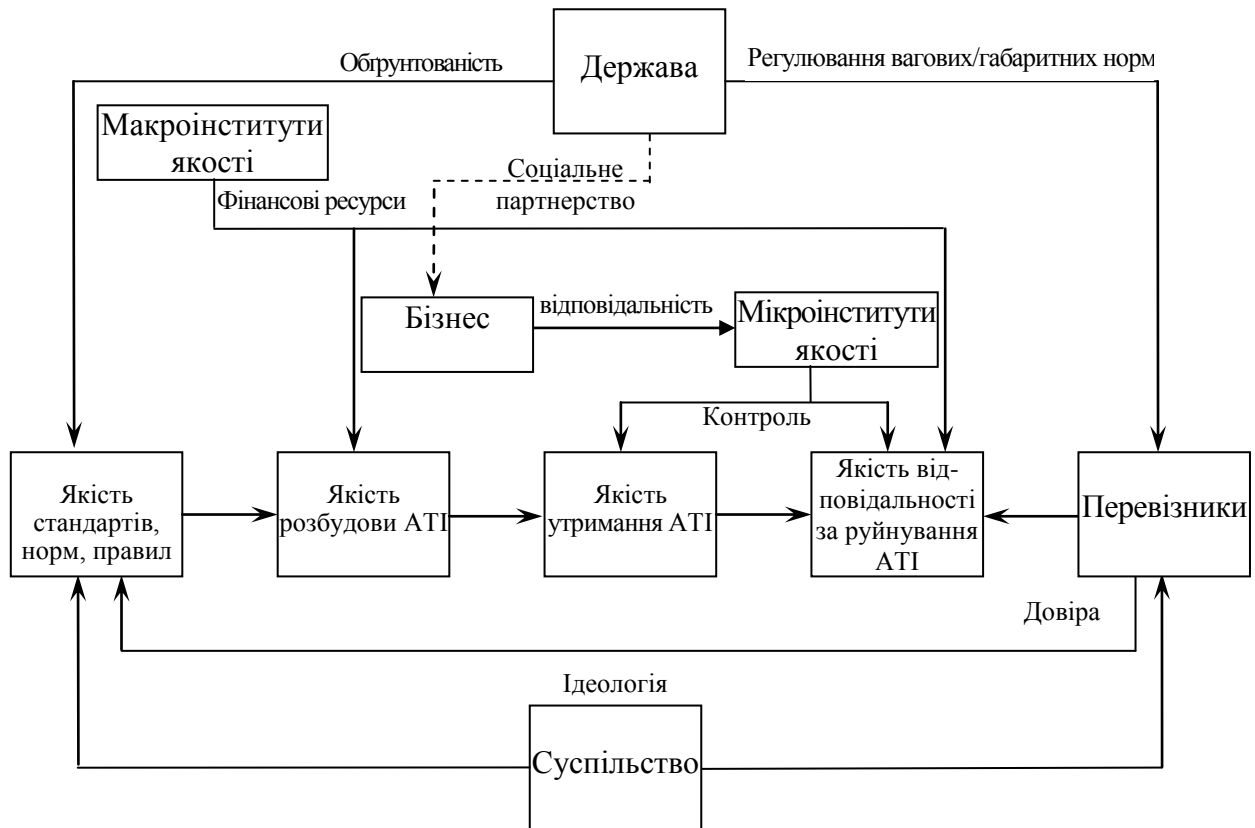 Обґрунтованість
Держава
Регулювання вагових/габаритних норм
Макроінститути
якості
Соціальне
партнерство
Фінансові ресурси
Бізнес
відповідальність
Мікроінститути
якості
Контроль
Якість
стандартів,
норм, правил
Якість
розбудови АТІ
Якість
утримання АТІ
Якість від-
повідальності
за руйнування
АТІ
Перевізники
Довіра
Ідеологія
Суспільство